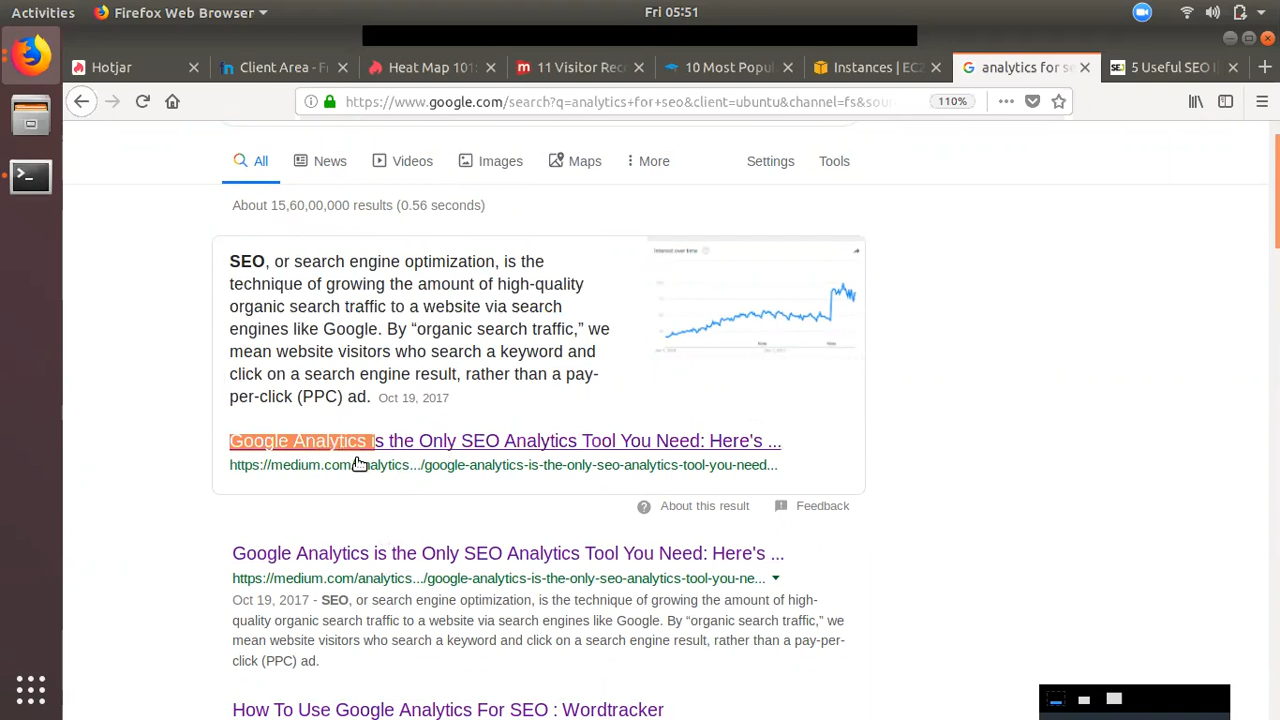 Activities Firefox Web Browser Fri 05:51
Hotjar Client Area - F Heat Map 101: 11 Visitor Rec 10 Most Popul Instances | EC2 analytics for se 5 Useful SEO
https://www.google.com/search?q=analytics+for+seo&client=ubuntu&channel=fs&sou 110%
All News Videos Images Maps More Settings Tools
About 15,60,00,000 results (0.56 seconds)
SEO, or search engine optimization, is the
technique of growing the amount of high-quality
organic search traffic to a website via search
engines like Google. By “organic search traffic,” we
mean website visitors who search a keyword and
click on a search engine result, rather than a pay-
per-click (PPC) ad. Oct 19, 2017
Interest over time
Google Analytics is the Only SEO Analytics Tool You Need: Here's ...
https://medium.com/analytics.../google-analytics-is-the-only-seo-analytics-tool-you-need...
About this result Feedback
Google Analytics is the Only SEO Analytics Tool You Need: Here's ...
https://medium.com/analytics.../google-analytics-is-the-only-seo-analytics-tool-you-ne...
Oct 19, 2017 - SEO, or search engine optimization, is the technique of growing the amount of high-
quality organic search traffic to a website via search engines like Google. By “organic search traffic,” we
mean website visitors who search a keyword and click on a search engine result, rather than a pay-per-
click (PPC) ad.
How To Use Google Analytics For SEO : Wordtracker